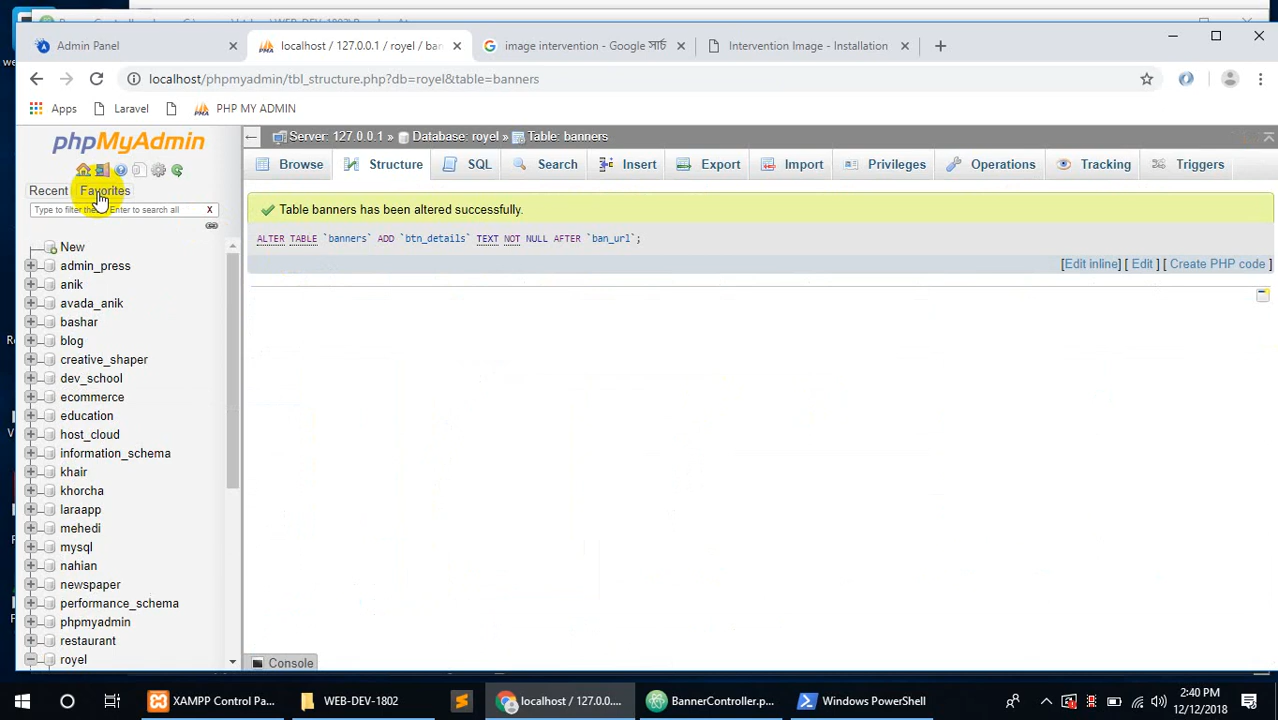 Admin Panel
localhost / 127.0.0.1 / royel / ban
image intervention - Google সার্চ
Intervention Image - Installation
localhost/phpmyadmin/tbl_structure.php?db=royel&table=banners
Apps
Laravel
PHP MY ADMIN
phpMyAdmin
Server: 127.0.0.1 » Database: royel » Table: banners
Browse
Structure
SQL
Search
Insert
Export
Import
Privileges
Operations
Tracking
Triggers
Recent
Favorites
Type to filter these, Enter to search all
X
Table banners has been altered successfully.
ALTER TABLE `banners` ADD `btn_details` TEXT NOT NULL AFTER `ban_url`;
[Edit inline] [ Edit ] [ Create PHP code ]
New
admin_press
anik
avada_anik
bashar
blog
creative_shaper
dev_school
ecommerce
education
host_cloud
information_schema
khair
khorcha
laraapp
mehedi
mysql
nahian
newspaper
performance_schema
phpmyadmin
restaurant
royel
Console
XAMPP Control Pa...
WEB-DEV-1802
localhost / 127.0.0....
BannerController.p...
Windows PowerShell
2:40 PM
12/12/2018